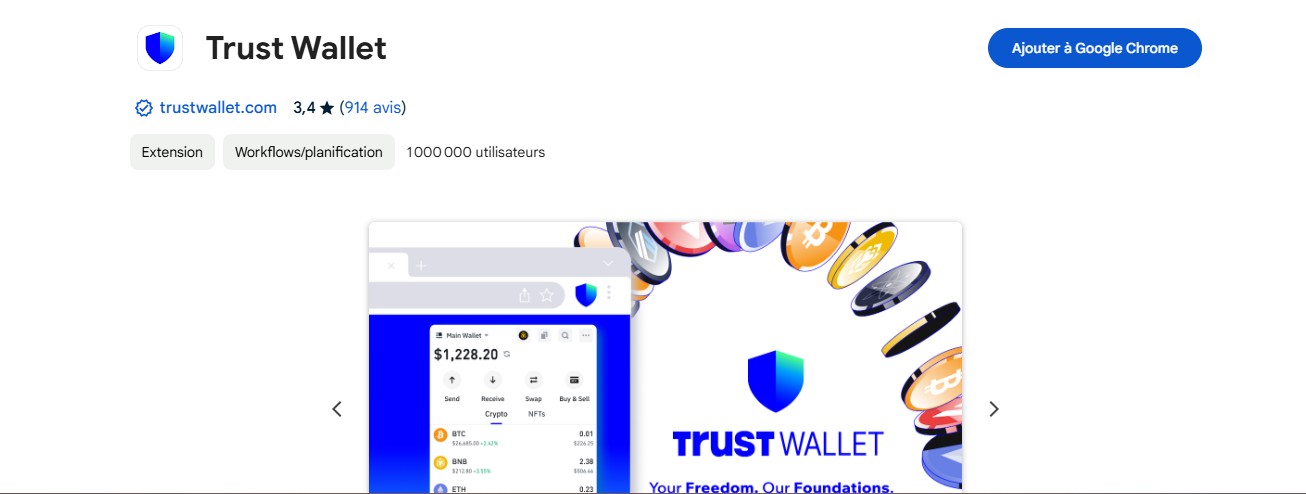 Trust Wallet
Ajouter à Google Chrome
trustwallet.com 3,4 ★ (914 avis)
Extension Workflows/planification 1 000 000 utilisateurs
Main Wallet
$1,228.20
Send Receive Swap Buy & Sell
Crypto NFTs
BTC 0.01
$26,495.00 +2.42% $236.25
BNB 2.38
$212.80 +3.55% $506.46
ETH 0.23
TRUST WALLET
Your Freedom. Our Foundations.